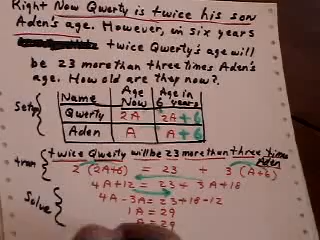 Right Now Qwerty is twice his son
Aden's age. However, in six years
twice Qwerty's age will
be 23 more than three times Aden's
age. How old are they now?
Setup
Name Age Now Age in 6 years
Qwerty 2A 2A+6
Aden A A+6
tran
twice Qwerty will be 23 more than three times
Aden
2 (2A+6) = 23 + 3 (A+6)
4A+12 = 23 + 3A+18
Solve
4A-3A=23+18-12
1A=29
A=29